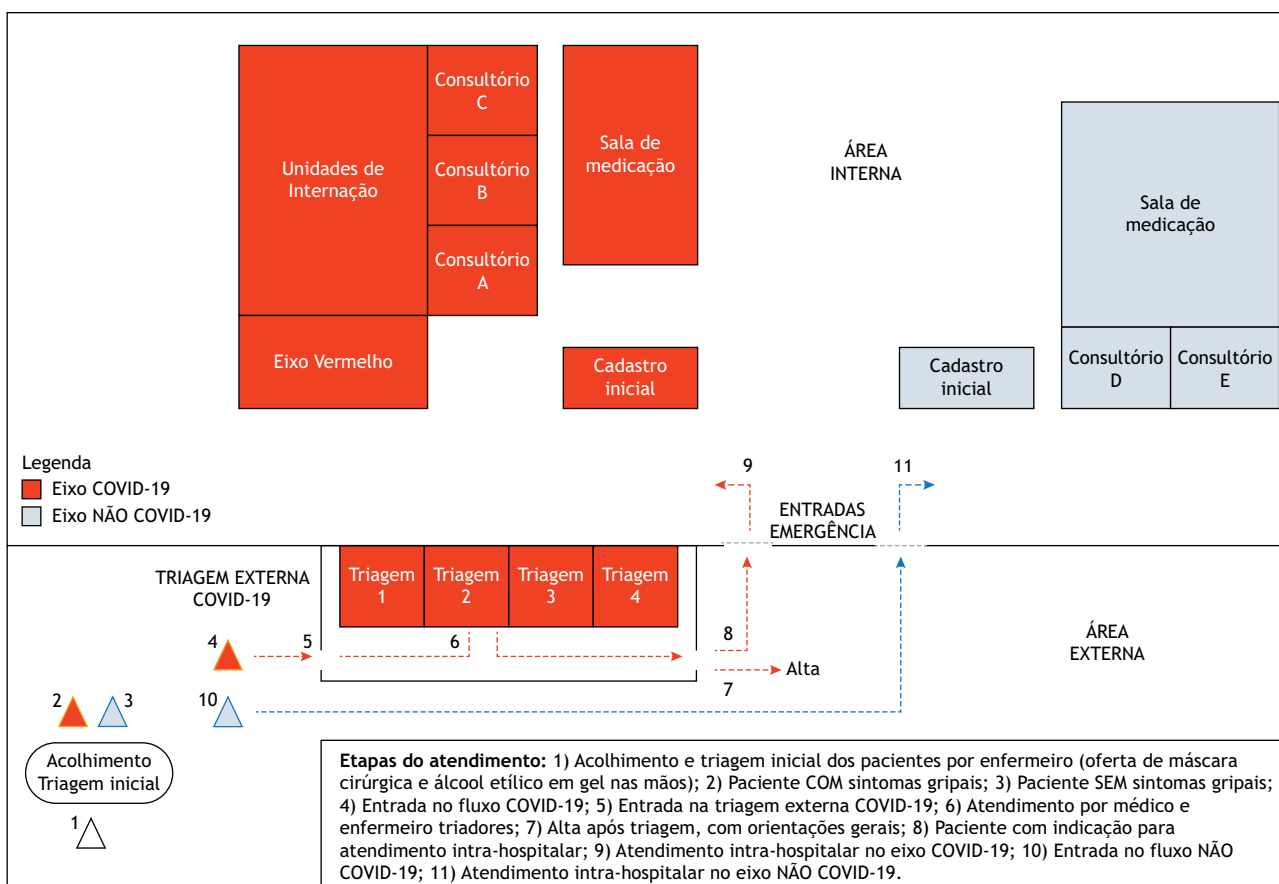 Consultório
C
Unidades de
Internação
Consultório
B
Consultório
A
Eixo Vermelho
Sala de
medicação
Cadastro
inicial
ÁREA
INTERNA
Sala de
medicação
Cadastro
inicial
Consultório
D
Consultório
E
Legenda
Eixo COVID-19
Eixo NÃO COVID-19
9
11
ENTRADAS
EMERGÊNCIA
TRIAGEM EXTERNA
COVID-19
Triagem
1
Triagem
2
Triagem
3
Triagem
4
4
5
6
8
7
Alta
ÁREA
EXTERNA
2
3
10
Acolhimento
Triagem inicial
1
Etapas do atendimento: 1) Acolhimento e triagem inicial dos pacientes por enfermeiro (oferta de máscara
cirúrgica e álcool etílico em gel nas mãos); 2) Paciente COM sintomas gripais; 3) Paciente SEM sintomas gripais;
4) Entrada no fluxo COVID-19; 5) Entrada na triagem externa COVID-19; 6) Atendimento por médico e
enfermeiro triadores; 7) Alta após triagem, com orientações gerais; 8) Paciente com indicação para
atendimento intra-hospitalar; 9) Atendimento intra-hospitalar no eixo COVID-19; 10) Entrada no fluxo NÃO
COVID-19; 11) Atendimento intra-hospitalar no eixo NÃO COVID-19.